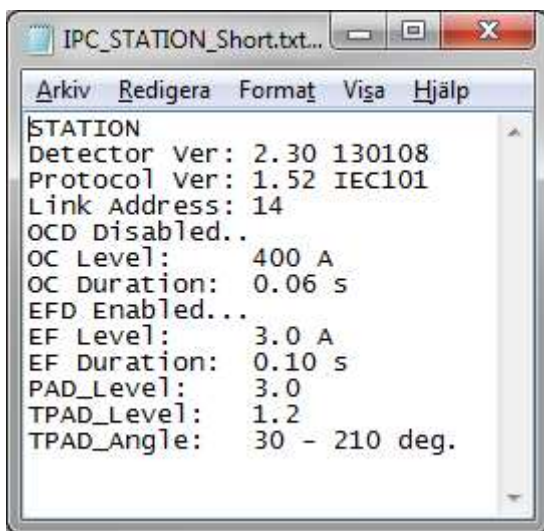 IPC_STATION_Short.txt...
Arkiv Redigera Format Visa Hjälp
STATION
Detector Ver: 2.30 130108
Protocol Ver: 1.52 IEC101
Link Address: 14
OCD Disabled..
OC Level: 400 A
OC Duration: 0.06 s
EFD Enabled...
EF Level: 3.0 A
EF Duration: 0.10 s
PAD_Level: 3.0
TPAD_Level: 1.2
TPAD_Angle: 30 - 210 deg.